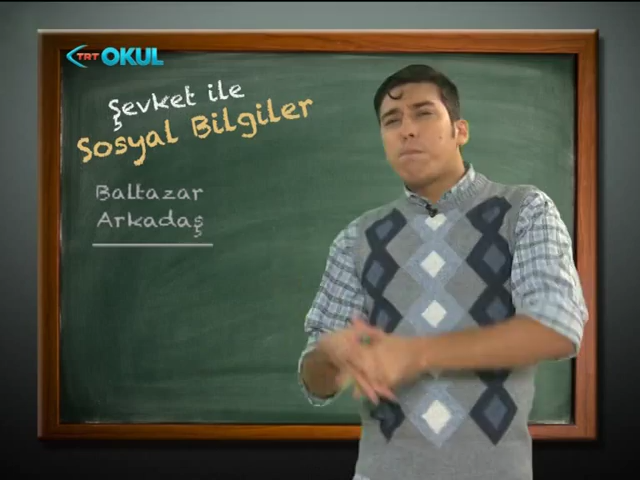 TRT OKUL
Şevket ile
Sosyal Bilgiler
Baltazar
Arkadaş